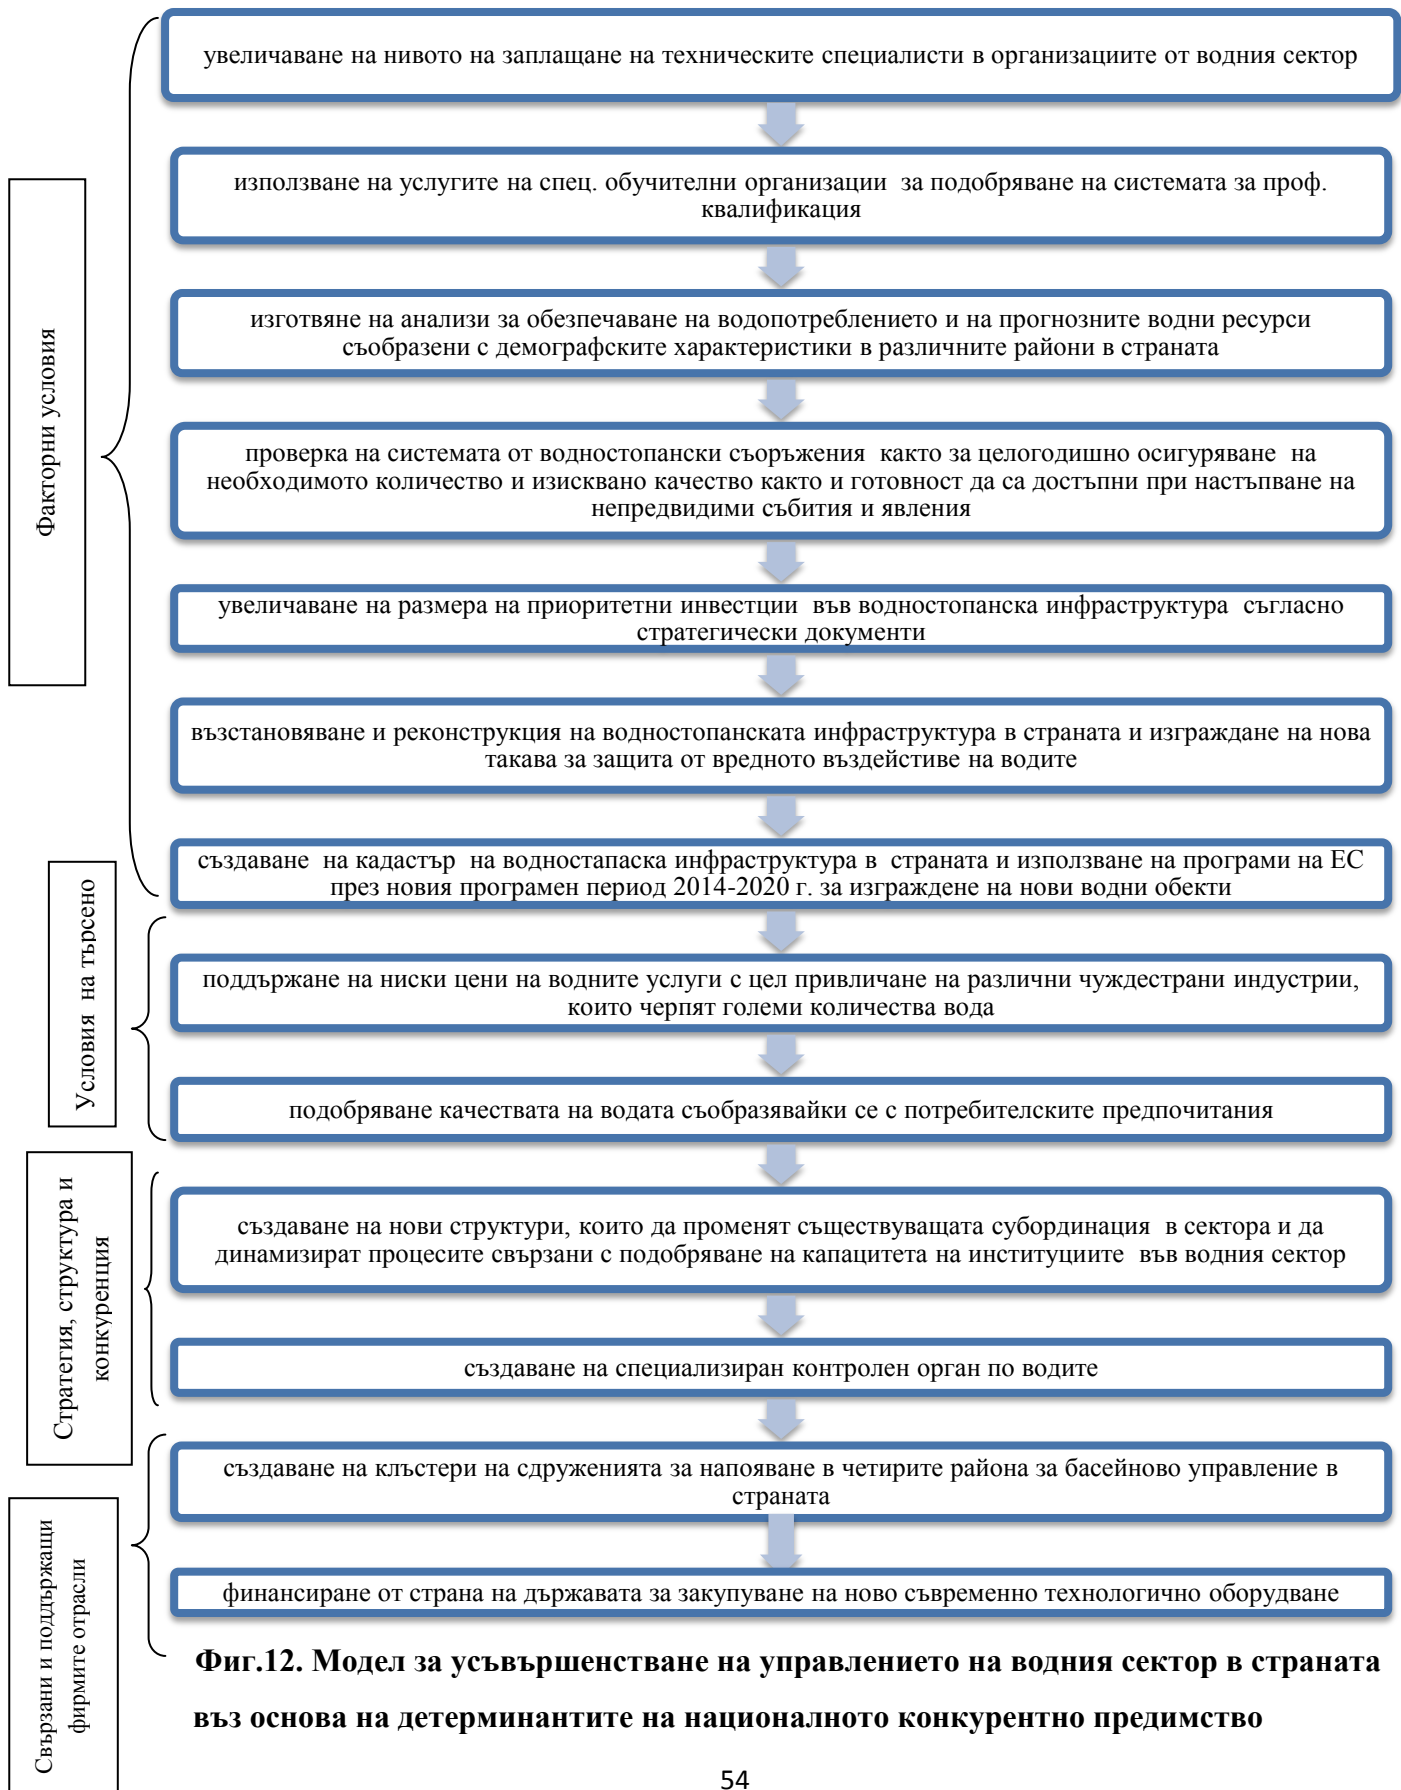 увеличаване на нивото на заплащане на техническите специалисти в организациите от водния сектор
използване на услугите на спец. обучителни организации за подобряване на системата за проф.
квалификация
изготвяне на анализи за обезпечаване на водопотреблението и на прогнозните водни ресурси
съобразени с демографските характеристики в различните райони в страната
проверка на системата от водностопански съоръжения както за целогодишно осигуряване на
необходимото количество и изисквано качество както и готовност да са достъпни при настъпване на
непредвидими събития и явления
увеличаване на размера на приоритетни инвестции във водностопанска инфраструктура съгласно
стратегически документи
възстановяване и реконструкция на водностопанската инфраструктура в страната и изграждане на нова
такава за защита от вредното въздействие на водите
създаване на кадастър на водностапаска инфраструктура в страната и използване на програми на ЕС
през новия програмен период 2014-2020 г. за изграждене на нови водни обекти
Факторни условия
поддържане на ниски цени на водните услуги с цел привличане на различни чуждестрани индустрии,
които черпят големи количества вода
подобряване качествата на водата съобразявайки се с потребителските предпочитания
Условия на търсено
създаване на нови структури, които да променят съществуващата субординация в сектора и да
динамизират процесите свързани с подобряване на капацитета на институциите във водния сектор
създаване на специализиран контролен орган по водите
Стратегия, структура и
конкуренция
създаване на клъстери на сдруженията за напояване в четирите района за басейново управление в
страната
финансиране от страна на държавата за закупуване на ново съвременно технологично оборудване
Свързани и поддържащи
фирмите отрасли
Фиг.12. Модел за усъвършенстване на управлението на водния сектор в страната
въз основа на детерминантите на националното конкурентно предимство
54